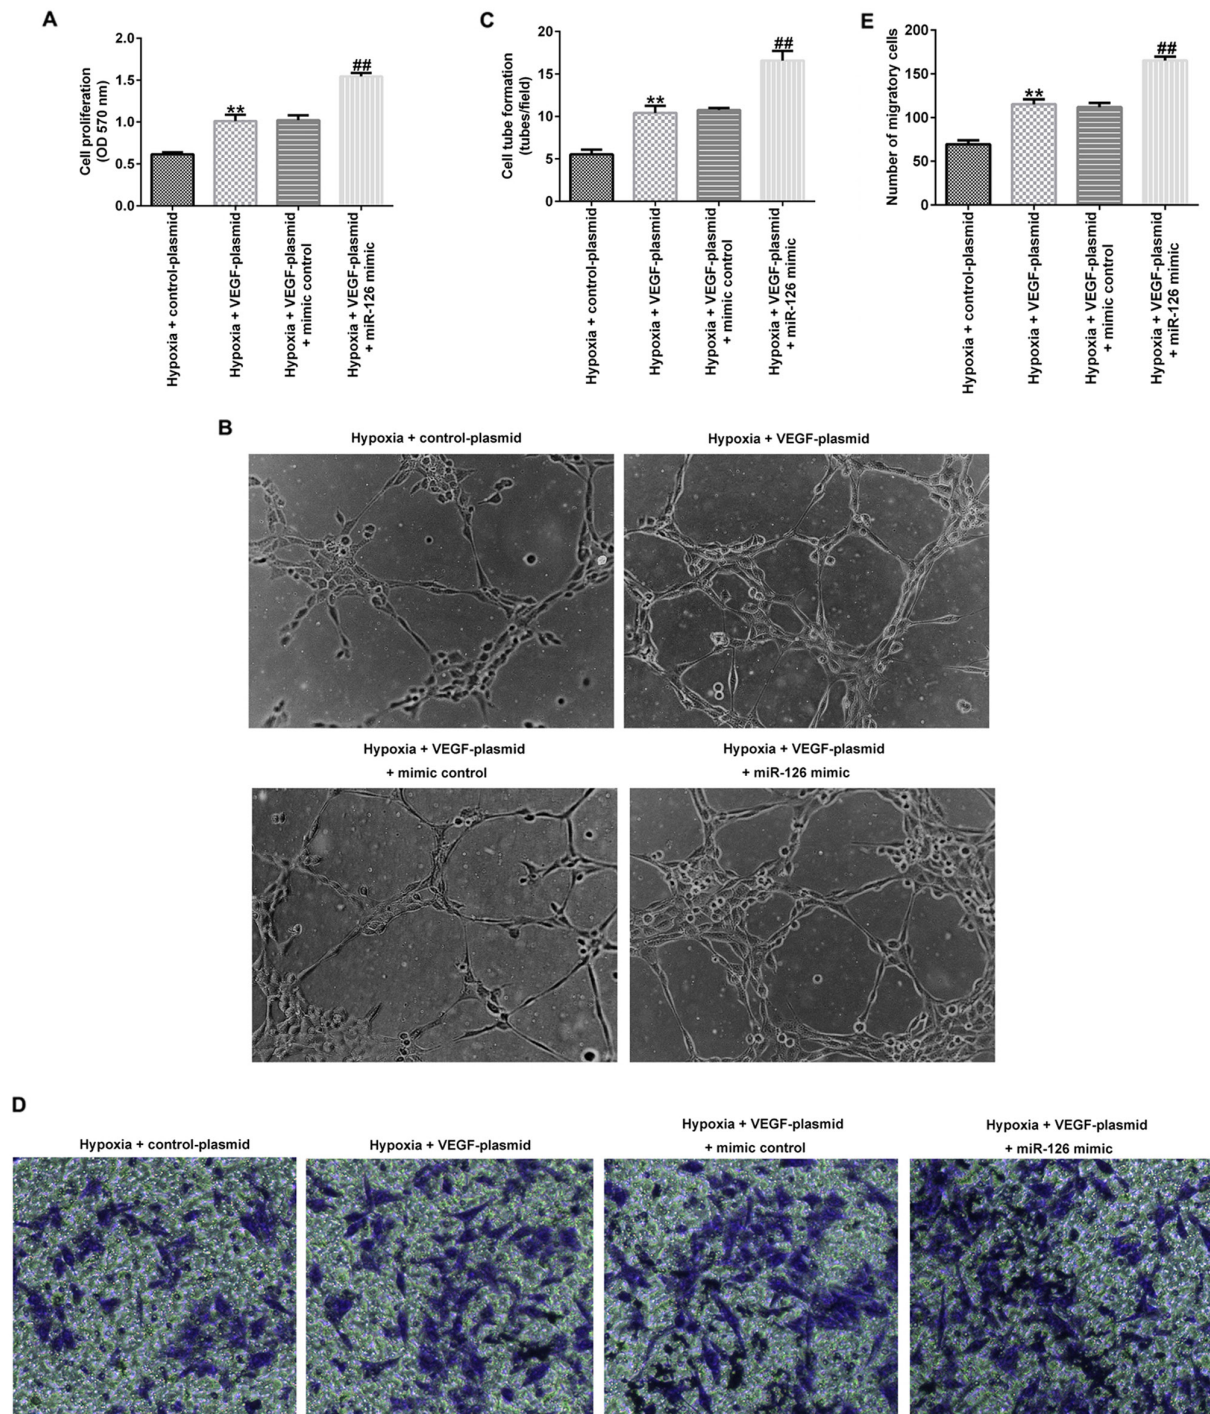 A
Cell proliferation
(OD 570 nm)
2.0
1.5
1.0
0.5
0.0
**
##
Hypoxia + control-plasmid
Hypoxia + VEGF-plasmid
Hypoxia + VEGF-plasmid
+ mimic control
Hypoxia + VEGF-plasmid
+ miR-126 mimic
C
Cell tube formation
(tubes/field)
20
15
10
5
0
**
##
Hypoxia + control-plasmid
Hypoxia + VEGF-plasmid
Hypoxia + VEGF-plasmid
+ mimic control
Hypoxia + VEGF-plasmid
+ miR-126 mimic
E
Number of migratory cells
200
150
100
50
0
**
##
Hypoxia + control-plasmid
Hypoxia + VEGF-plasmid
Hypoxia + VEGF-plasmid
+ mimic control
Hypoxia + VEGF-plasmid
+ miR-126 mimic
B
Hypoxia + control-plasmid
Hypoxia + VEGF-plasmid
Hypoxia + VEGF-plasmid
+ mimic control
Hypoxia + VEGF-plasmid
+ miR-126 mimic
D
Hypoxia + control-plasmid
Hypoxia + VEGF-plasmid
Hypoxia + VEGF-plasmid
+ mimic control
Hypoxia + VEGF-plasmid
+ miR-126 mimic